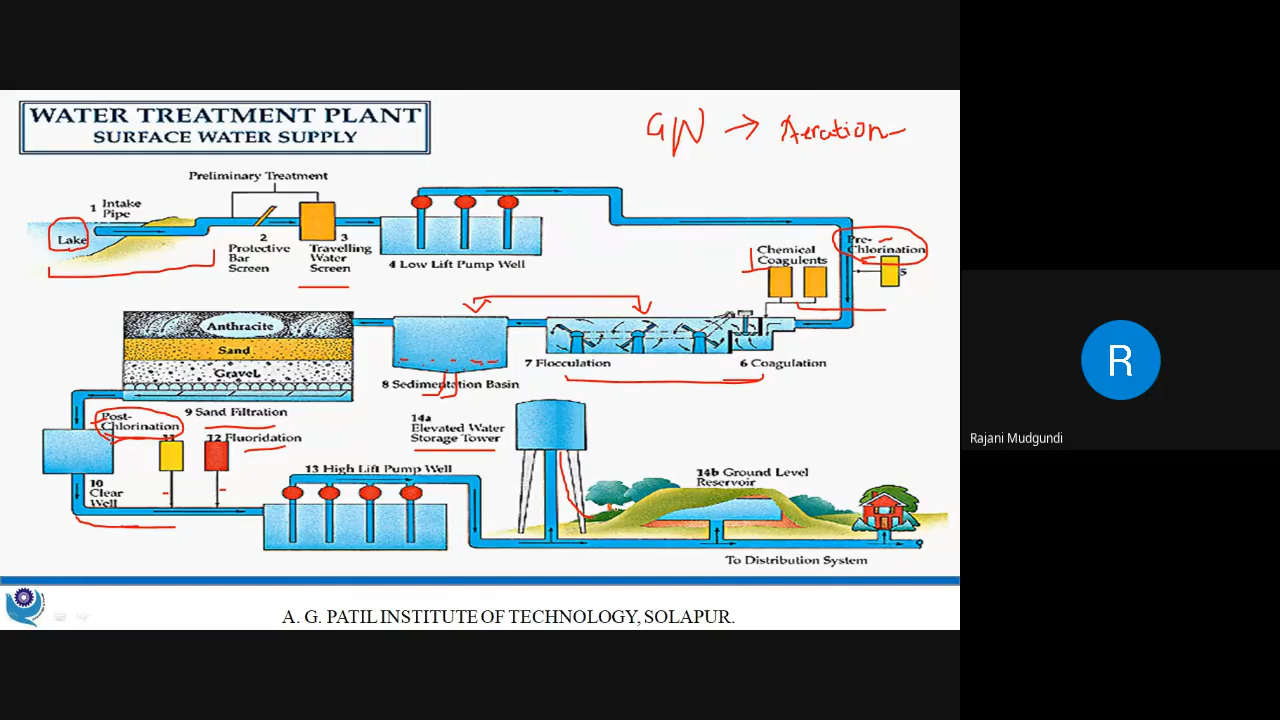 WATER TREATMENT PLANT
SURFACE WATER SUPPLY
GW → Aeration
Preliminary Treatment
1 Intake
Pipe
Lake
2
Protective
Bar
Screen
3
Travelling
Water
Screen
4 Low Lift Pump Well
Chemical
Coagulents
Pre-
Chlorination
5
Anthracite
Sand
Gravel
9 Sand Filtration
8 Sedimentation Basin
7 Flocculation
6 Coagulation
Post-
Chlorination
11
12 Fluoridation
10
Clear
Well
13 High Lift Pump Well
14a
Elevated Water
Storage Tower
14b Ground Level
Reservoir
To Distribution System
A. G. PATIL INSTITUTE OF TECHNOLOGY, SOLAPUR.
R
Rajani Mudgundi